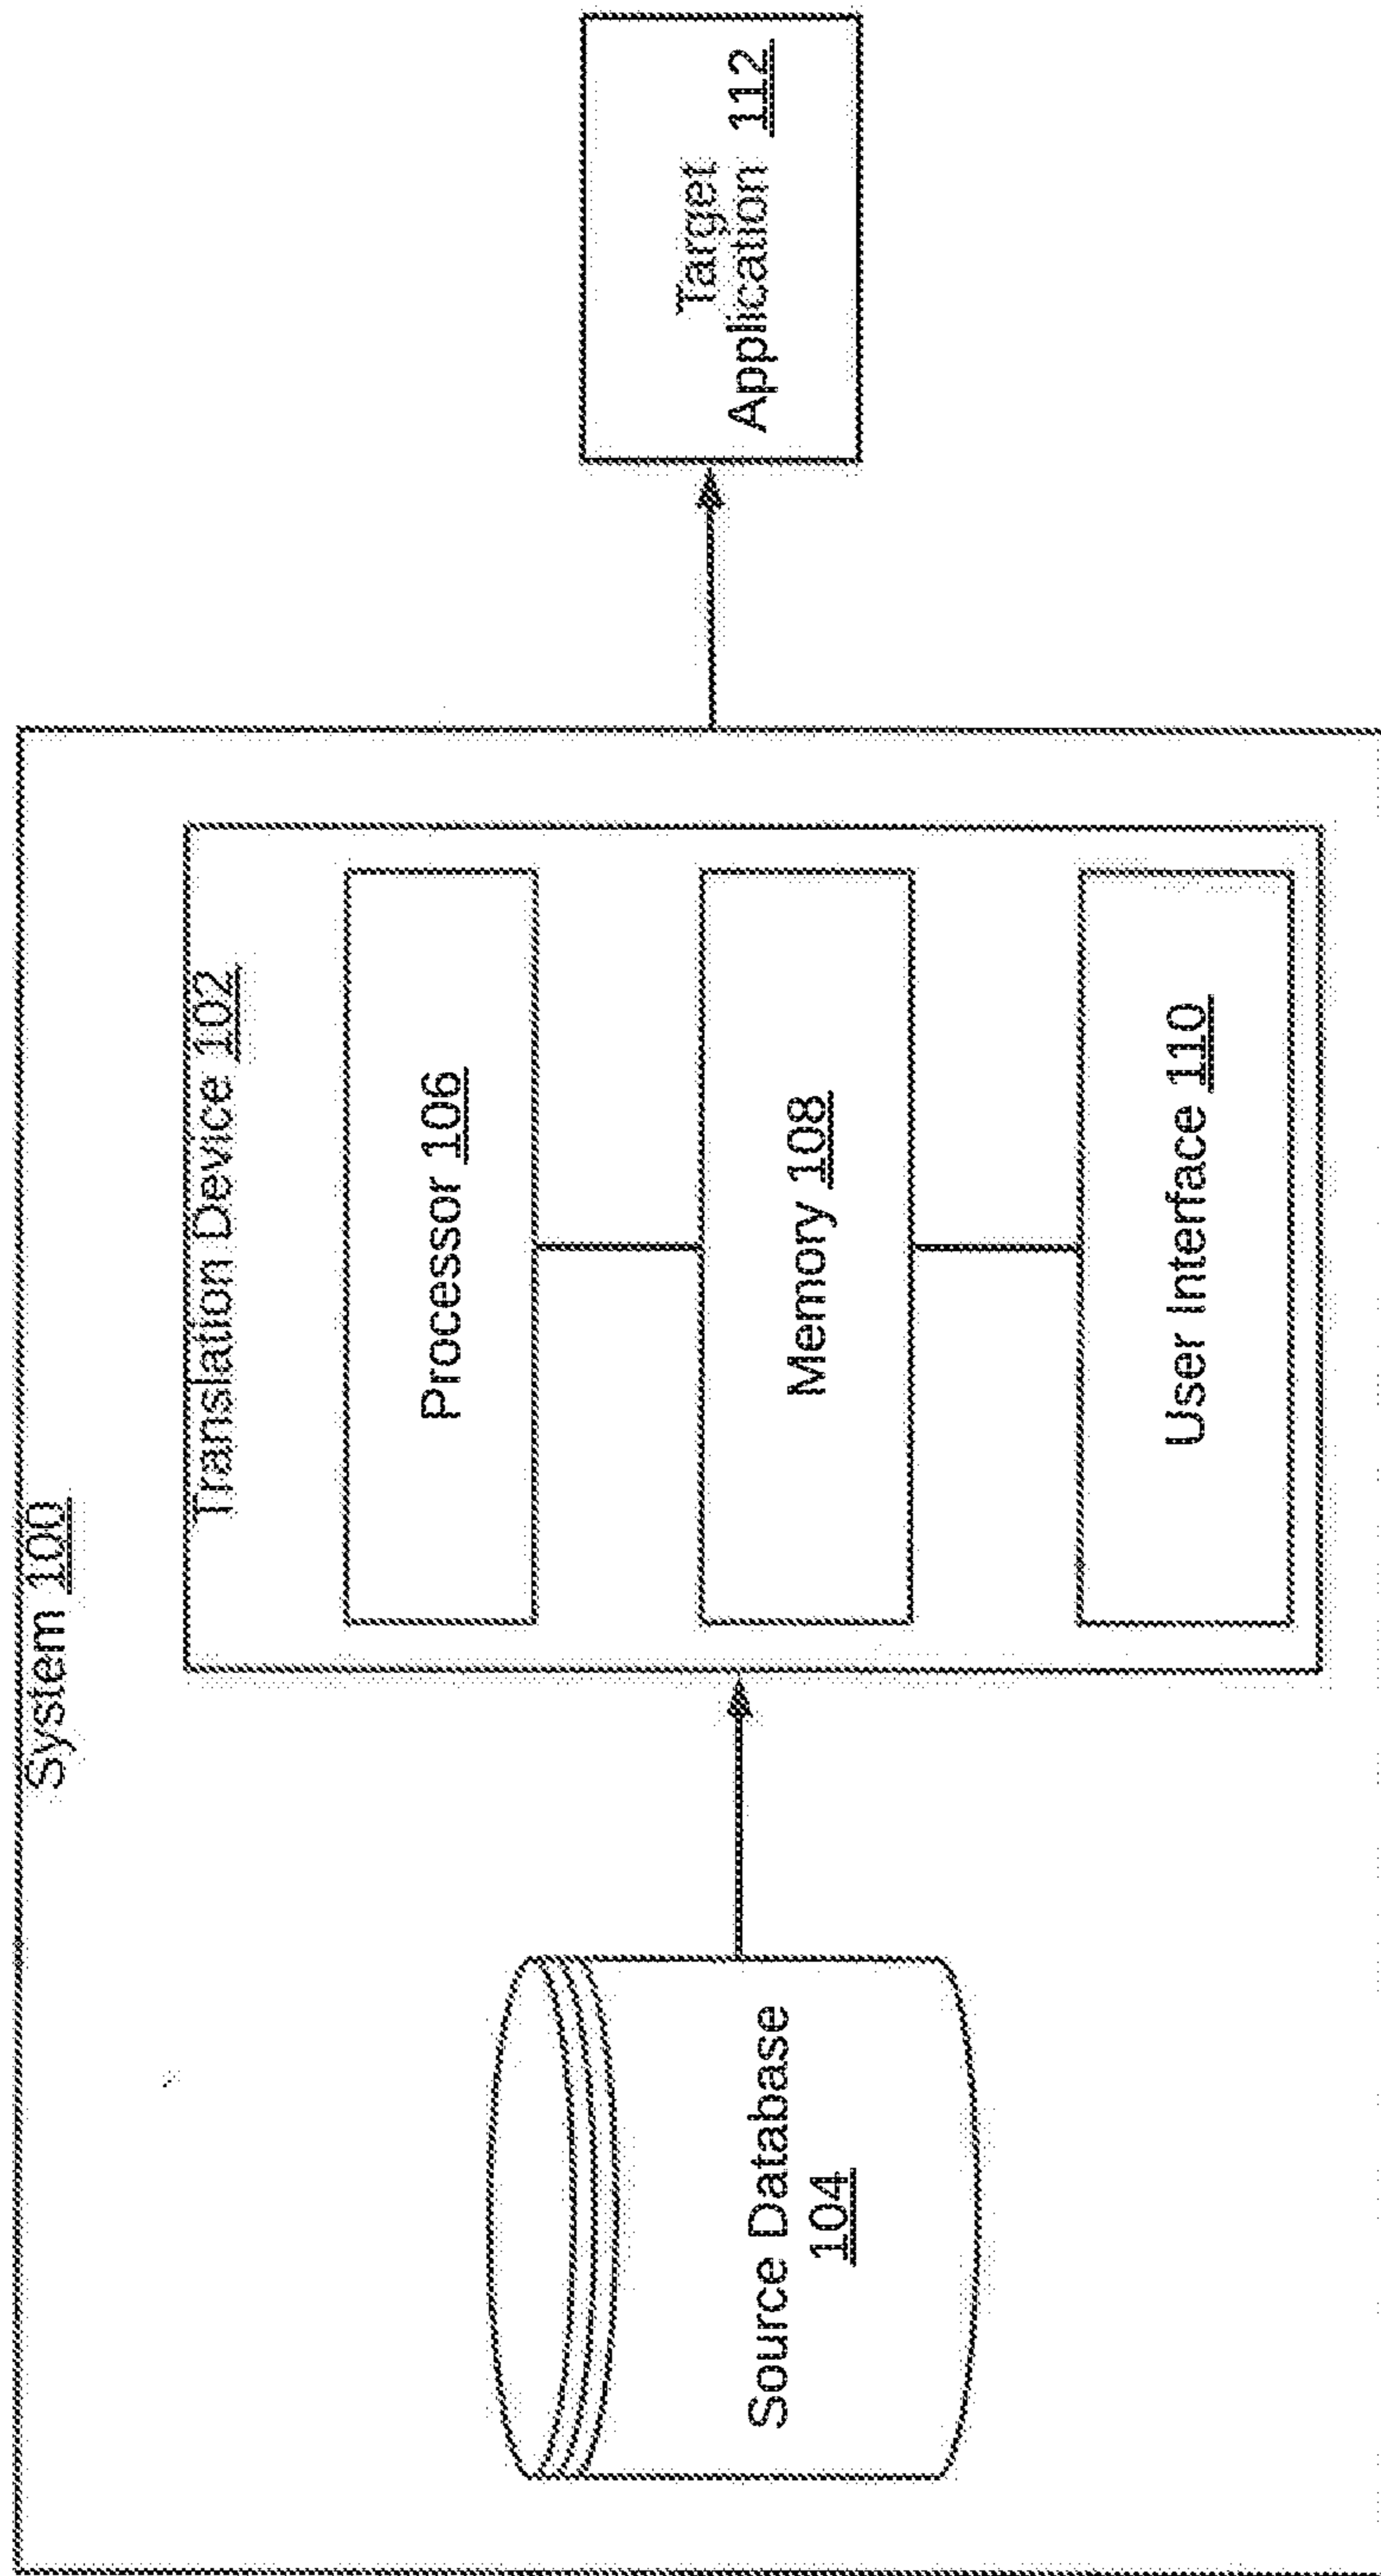 System 100
Translation Device 102
Processor 106
Memory 108
User Interface 110
Source Database
104
Target
Application 112